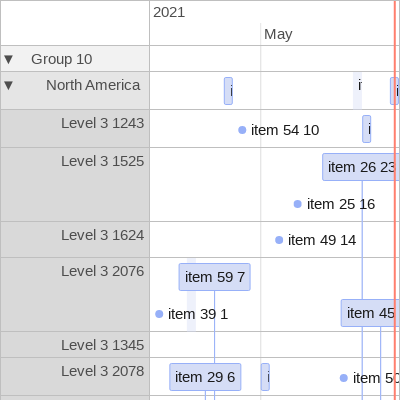 2021
May
▼ Group 10
▼ North America
Level 3 1243
item 54 10
Level 3 1525
item 26 23
item 25 16
Level 3 1624
item 49 14
Level 3 2076
item 59 7
item 39 1
item 45
Level 3 1345
Level 3 2078
item 29 6
item 50